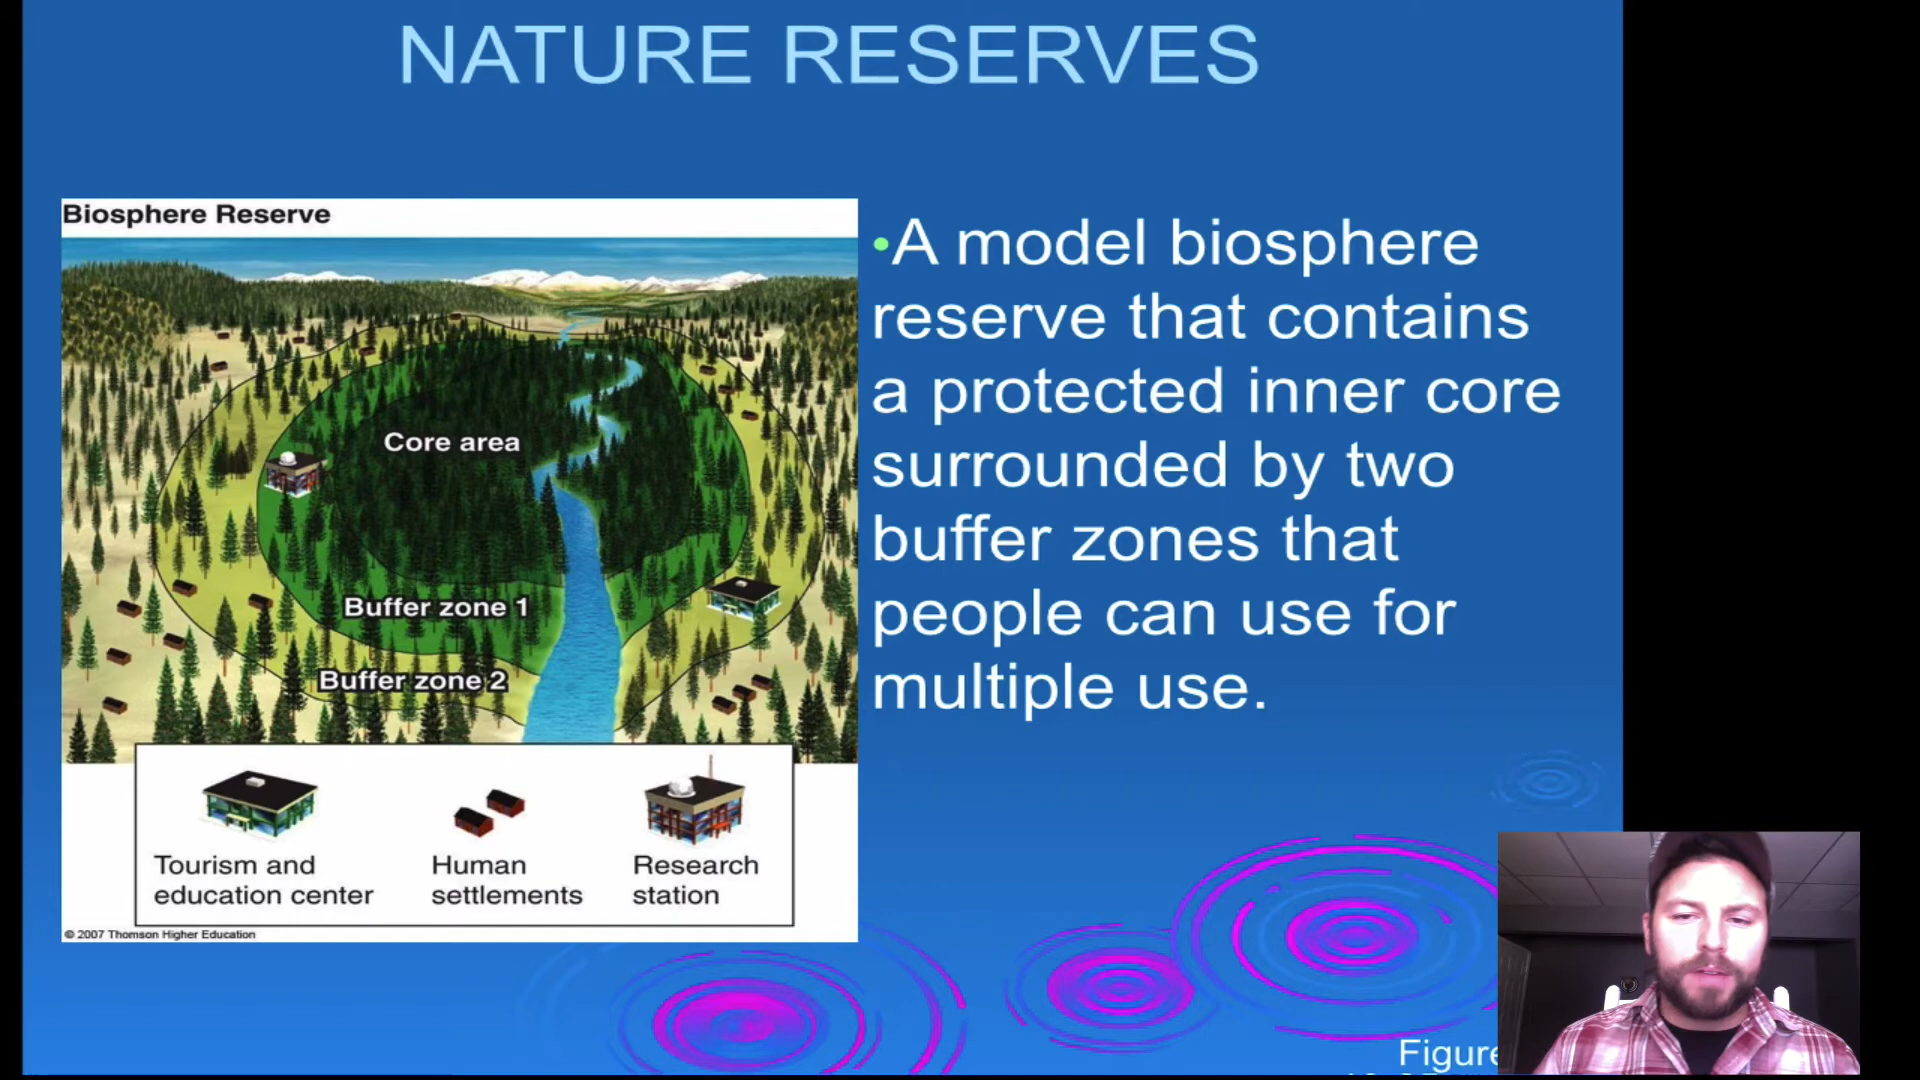 NATURE RESERVES
Biosphere Reserve
Core area
Buffer zone 1
Buffer zone 2
Tourism and
education center
Human
settlements
Research
station
© 2007 Thomson Higher Education
•A model biosphere
reserve that contains
a protected inner core
surrounded by two
buffer zones that
people can use for
multiple use.
Figure